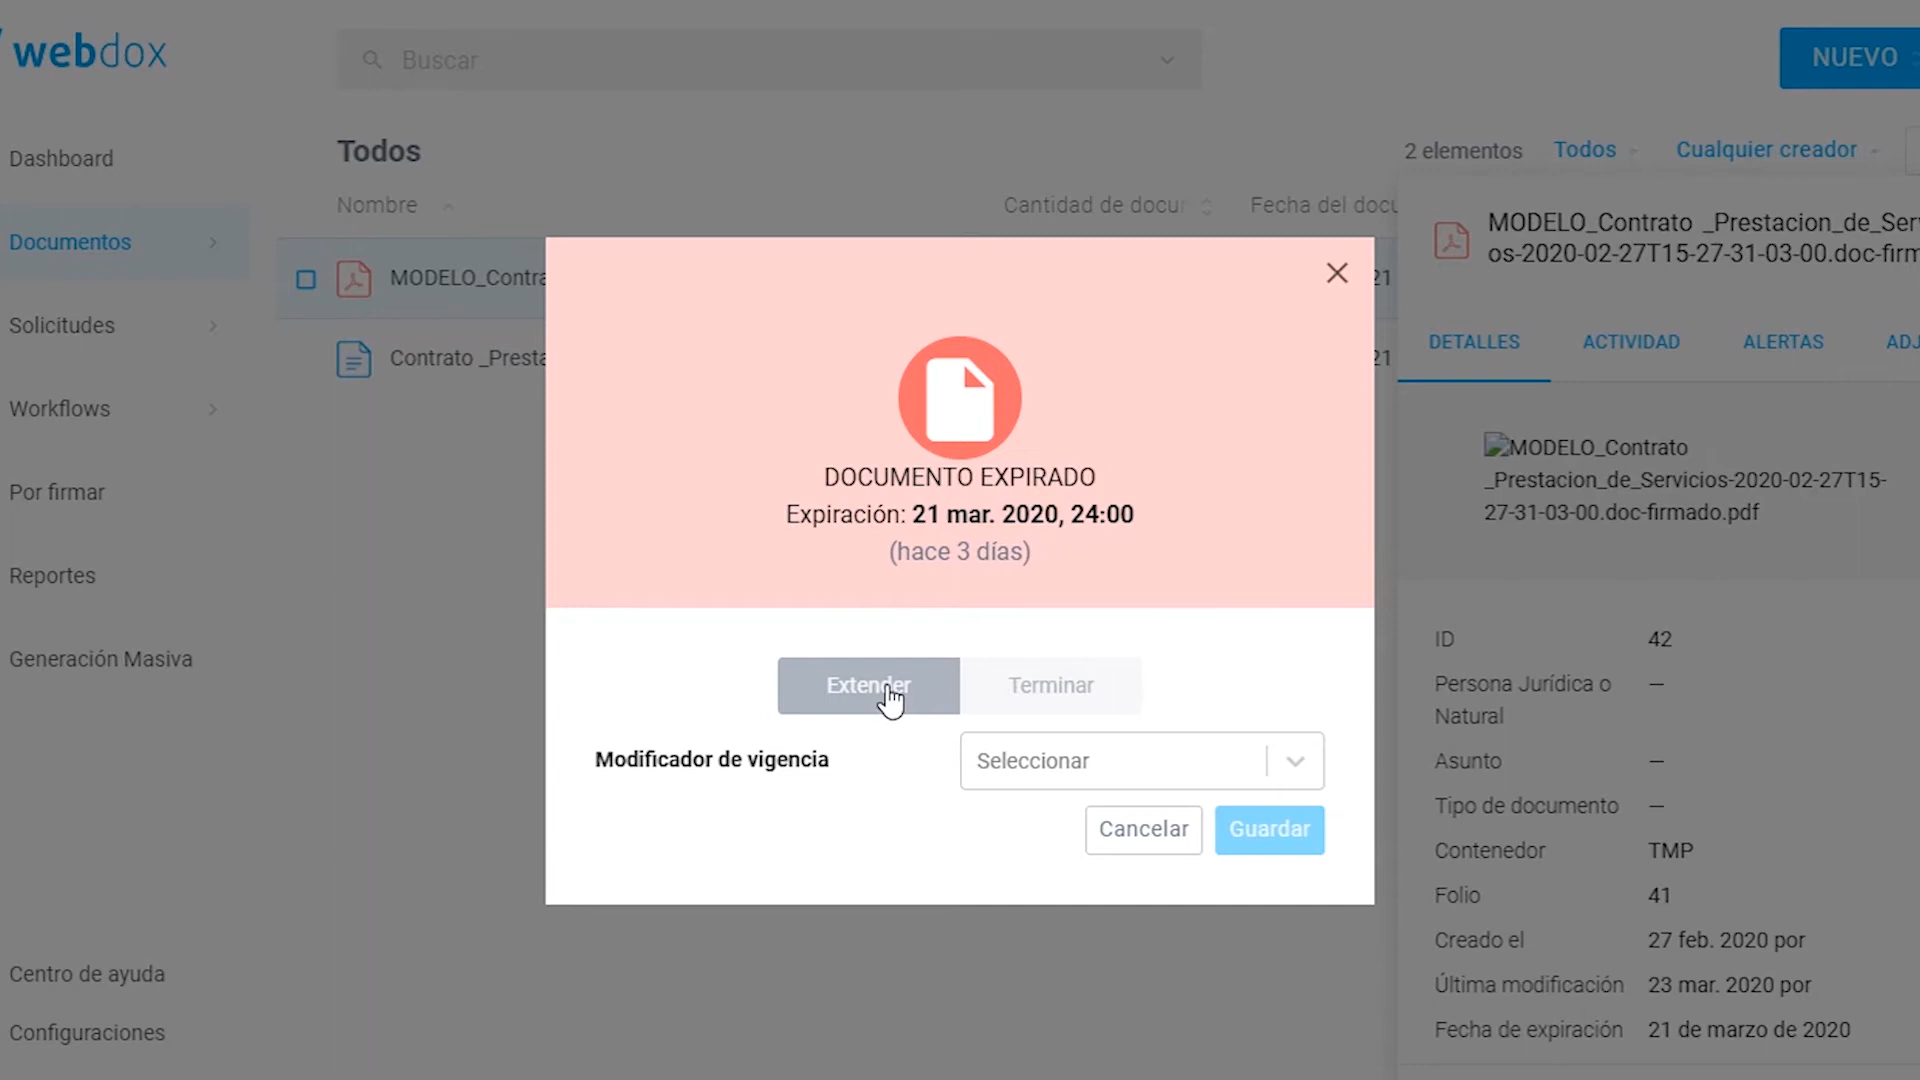 webdox
Buscar
NUEVO
Dashboard
Documentos
Solicitudes
Workflows
Por firmar
Reportes
Generación Masiva
Centro de ayuda
Configuraciones
Todos
2 elementos Todos Cualquier creador
Nombre Cantidad de docu Fecha del docu
MODELO_Contra 21
Contrato _Presta 21
DOCUMENTO EXPIRADO
Expiración: 21 mar. 2020, 24:00
(hace 3 días)
Extender Terminar
Modificador de vigencia Seleccionar
Cancelar Guardar
MODELO_Contrato _Prestacion_de_Serv
os-2020-02-27T15-27-31-03-00.doc-firm
DETALLES ACTIVIDAD ALERTAS ADJ
MODELO_Contrato
_Prestacion_de_Servicios-2020-02-27T15-
27-31-03-00.doc-firmado.pdf
ID 42
Persona Jurídica o —
Natural
Asunto —
Tipo de documento —
Contenedor TMP
Folio 41
Creado el 27 feb. 2020 por
Última modificación 23 mar. 2020 por
Fecha de expiración 21 de marzo de 2020